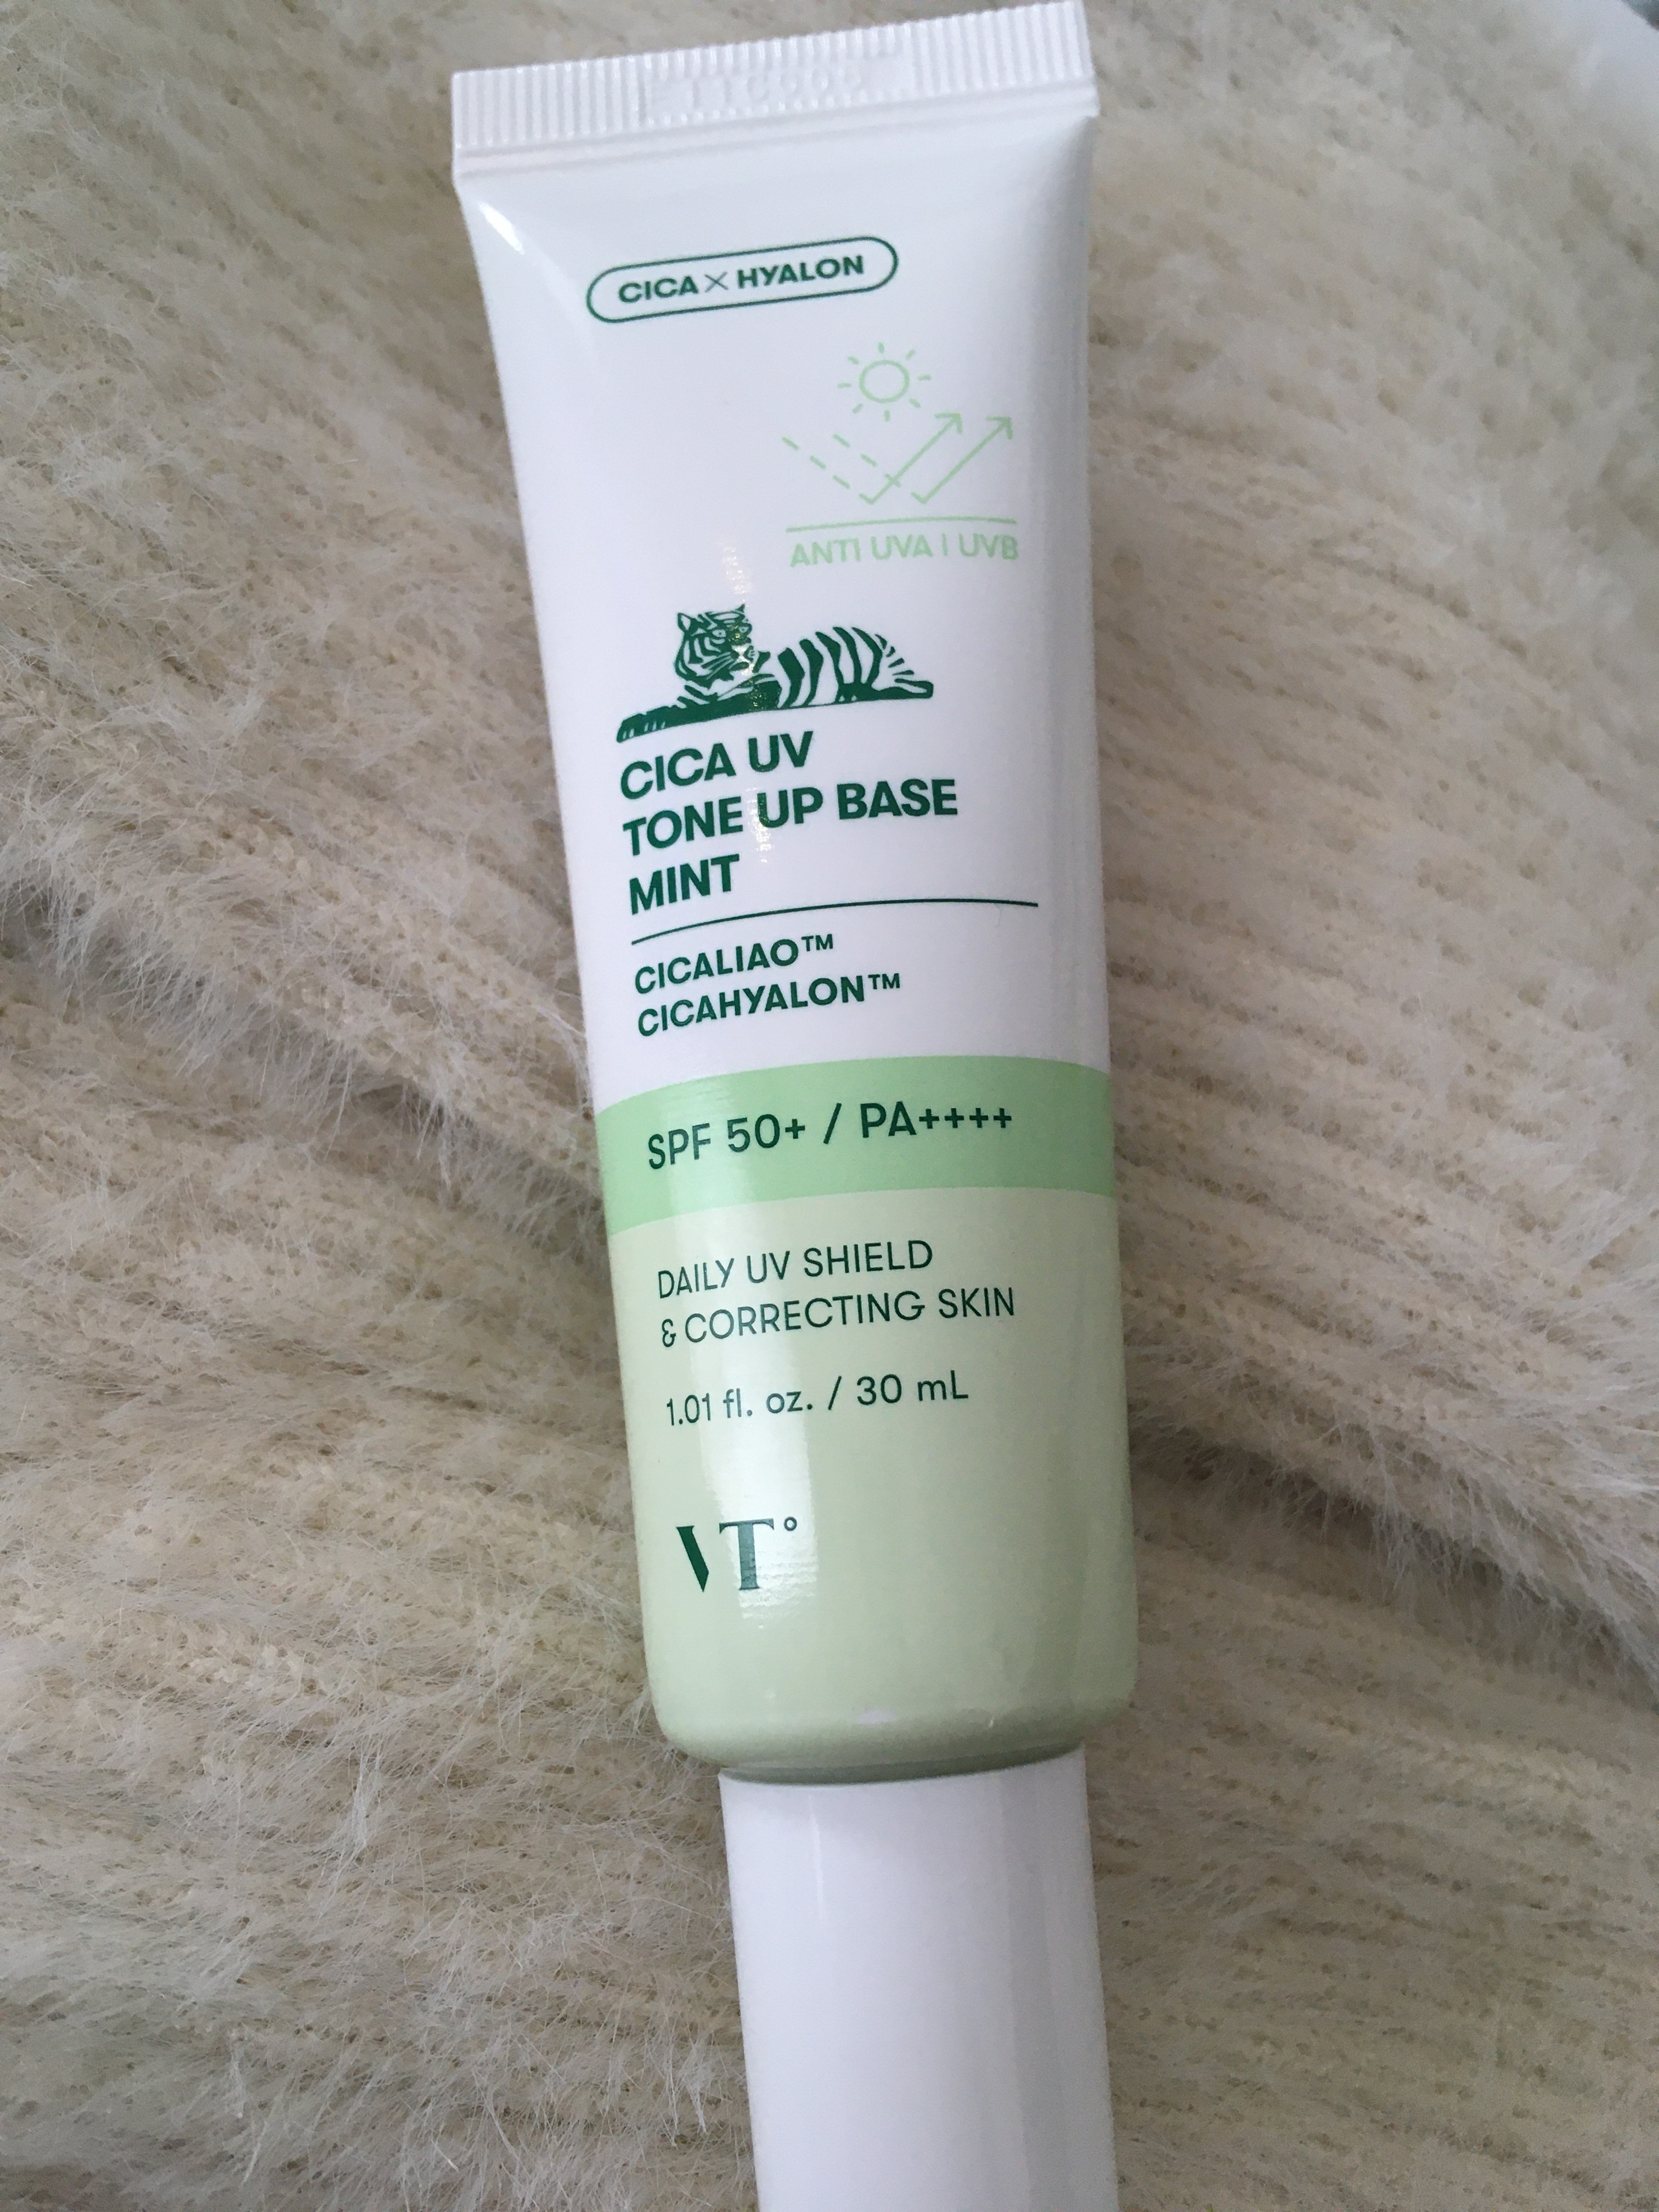 CICA X HYALON
ANTI UVA | UVB
CICA UV
TONE UP BASE
MINT
CICALIAO™
CICAHYALON™
SPF 50+ / PA++++
DAILY UV SHIELD
& CORRECTING SKIN
1.01 fl. oz. / 30 mL
VT°